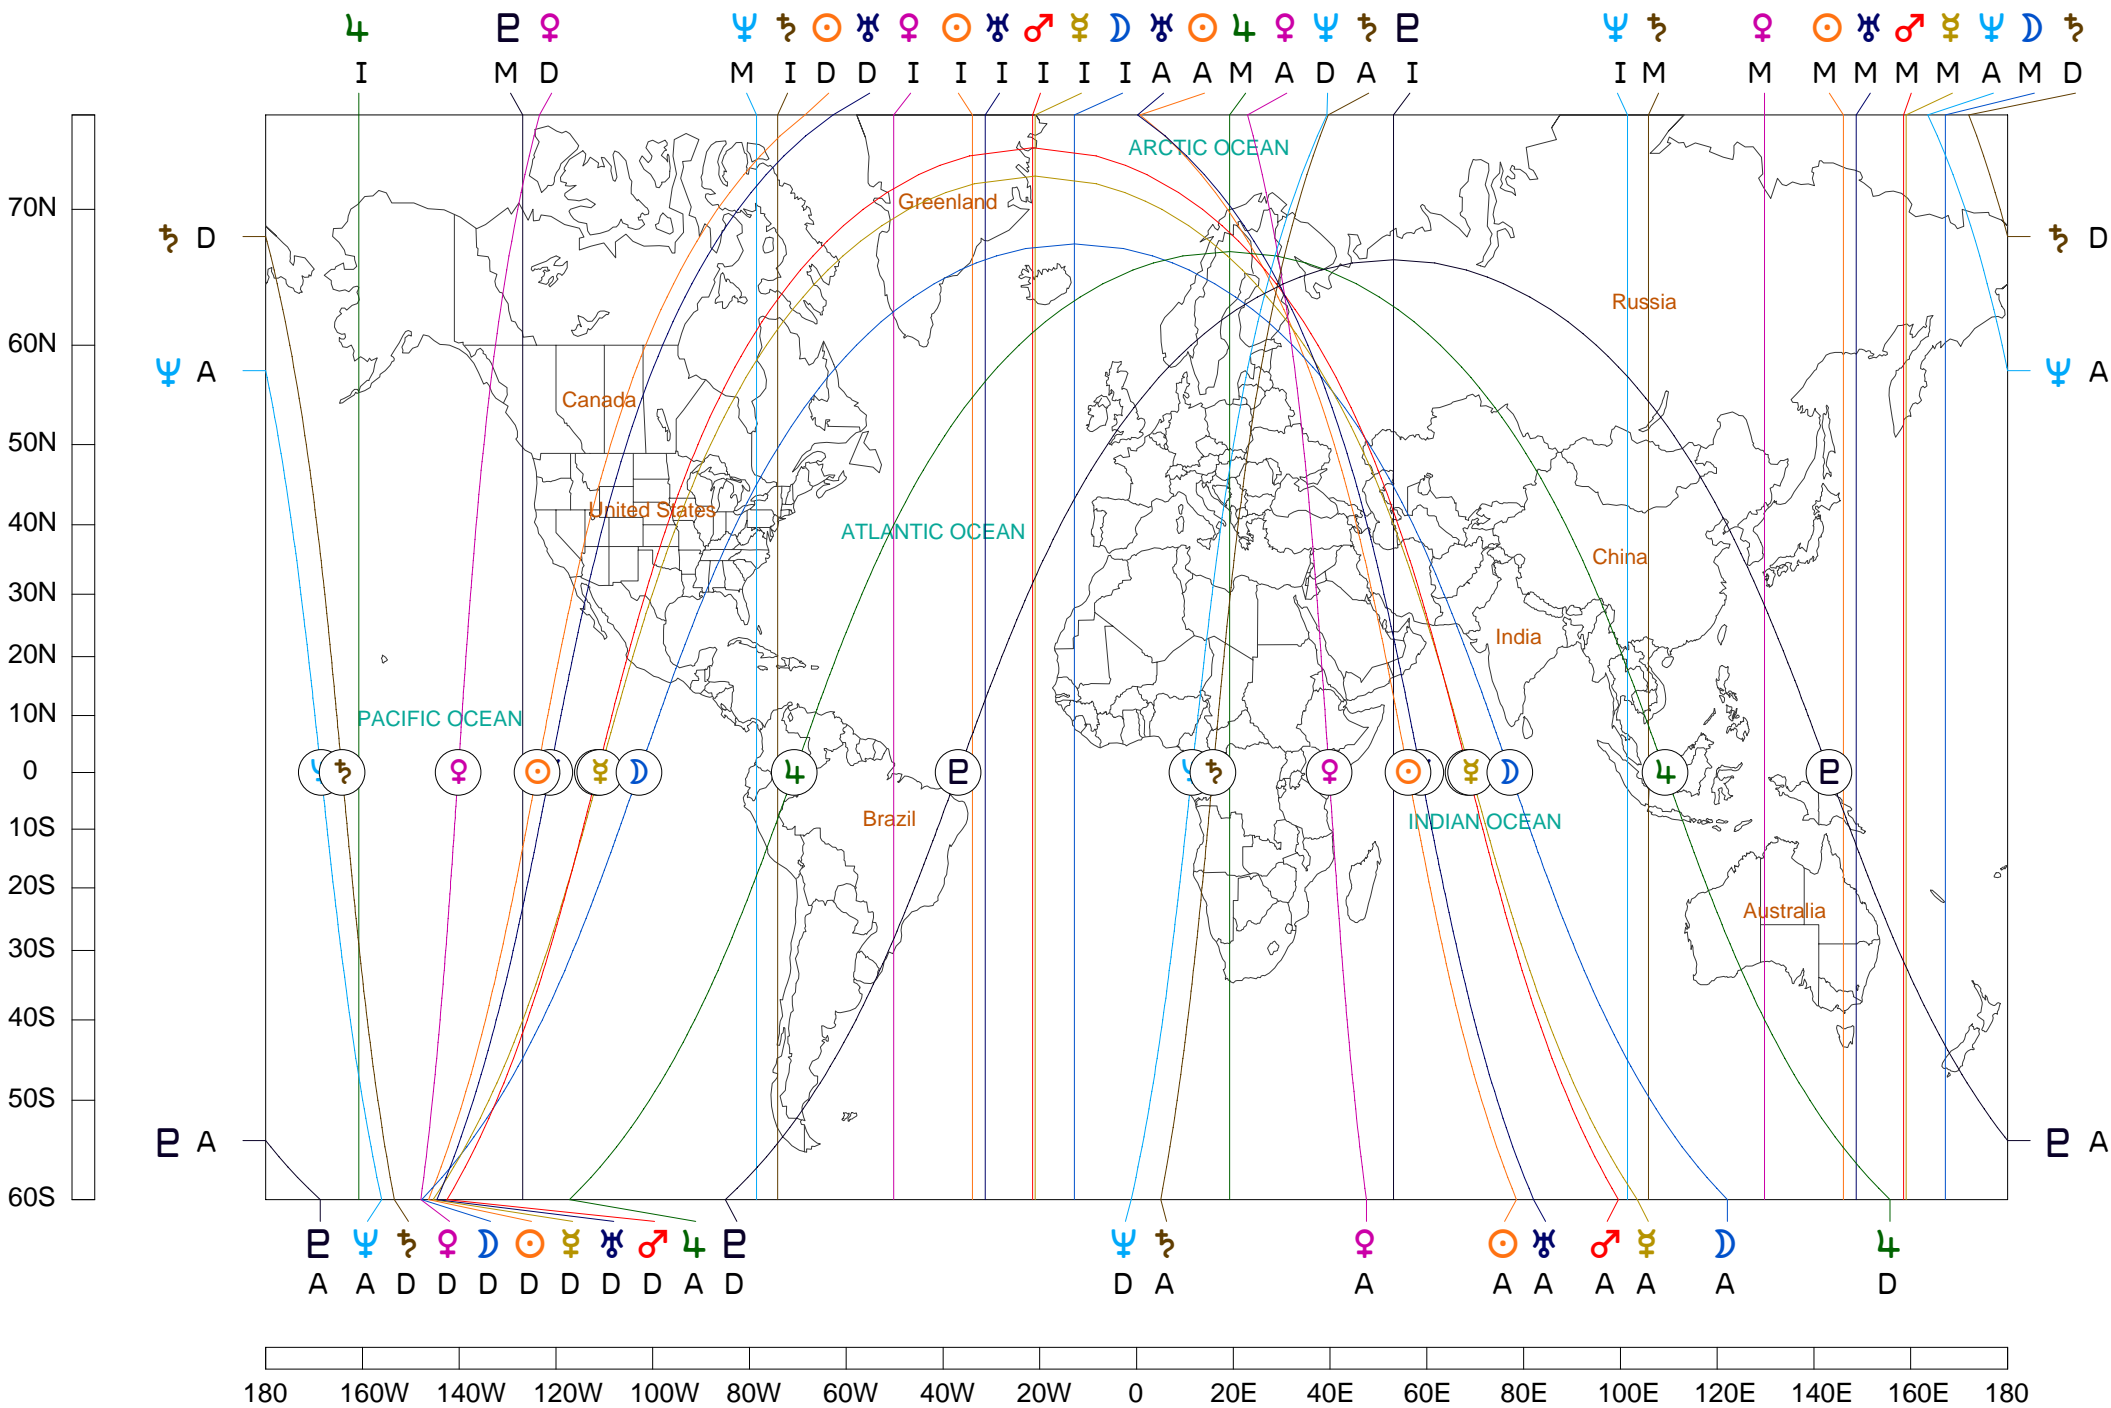 ♃ ♇ ♀ ♆ ♄ ☉ ♅ ♀ ☉ ♅ ♂ ☿ ☽ ♅ ☉ ♃ ♀ ♆ ♄ ♇ ♆ ♄ ♀ ☉ ♅ ♂ ☿ ♆ ☽ ♄
I M D M I D D I I I I I I A A M A D A I I M M M M M M A M D
ARCTIC OCEAN
Greenland
70N
♄ D
♄ D
Russia
60N
♆ A
♆ A
Canada
50N
United States
40N
ATLANTIC OCEAN
China
30N
India
20N
PACIFIC OCEAN
10N
0
♆ ♄ ♀ ☉ ☿ ☽ ♃ ♇ ♆ ♄ ♀ ☉ ☿ ☽ ♃ ♇
Brazil
INDIAN OCEAN
10S
20S
Australia
30S
40S
50S
♇ A
♇ A
60S
♇ ♆ ♄ ♀ ☽ ☉ ☿ ♅ ♂ ♃ ♇ ♆ ♄ ♀ ☉ ♅ ♂ ☿ ☽ ♃
A A D D D D D D D A D D A A A A A A A D
180 160W 140W 120W 100W 80W 60W 40W 20W 0 20E 40E 60E 80E 100E 120E 140E 160E 180